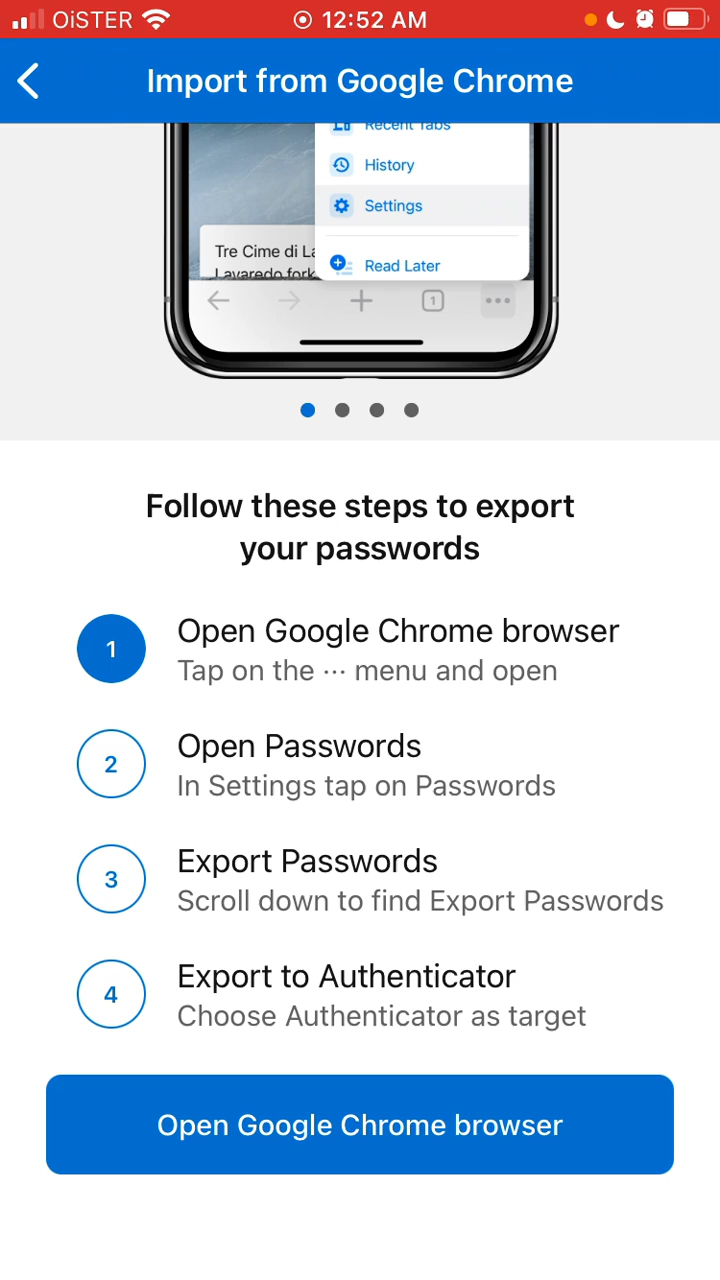 OiSTER 12:52 AM
Import from Google Chrome
Recent Tabs
History
Settings
Tre Cime di La
Lavaredo fork
Read Later
1
Follow these steps to export
your passwords
1
Open Google Chrome browser
Tap on the ··· menu and open
2
Open Passwords
In Settings tap on Passwords
3
Export Passwords
Scroll down to find Export Passwords
4
Export to Authenticator
Choose Authenticator as target
Open Google Chrome browser